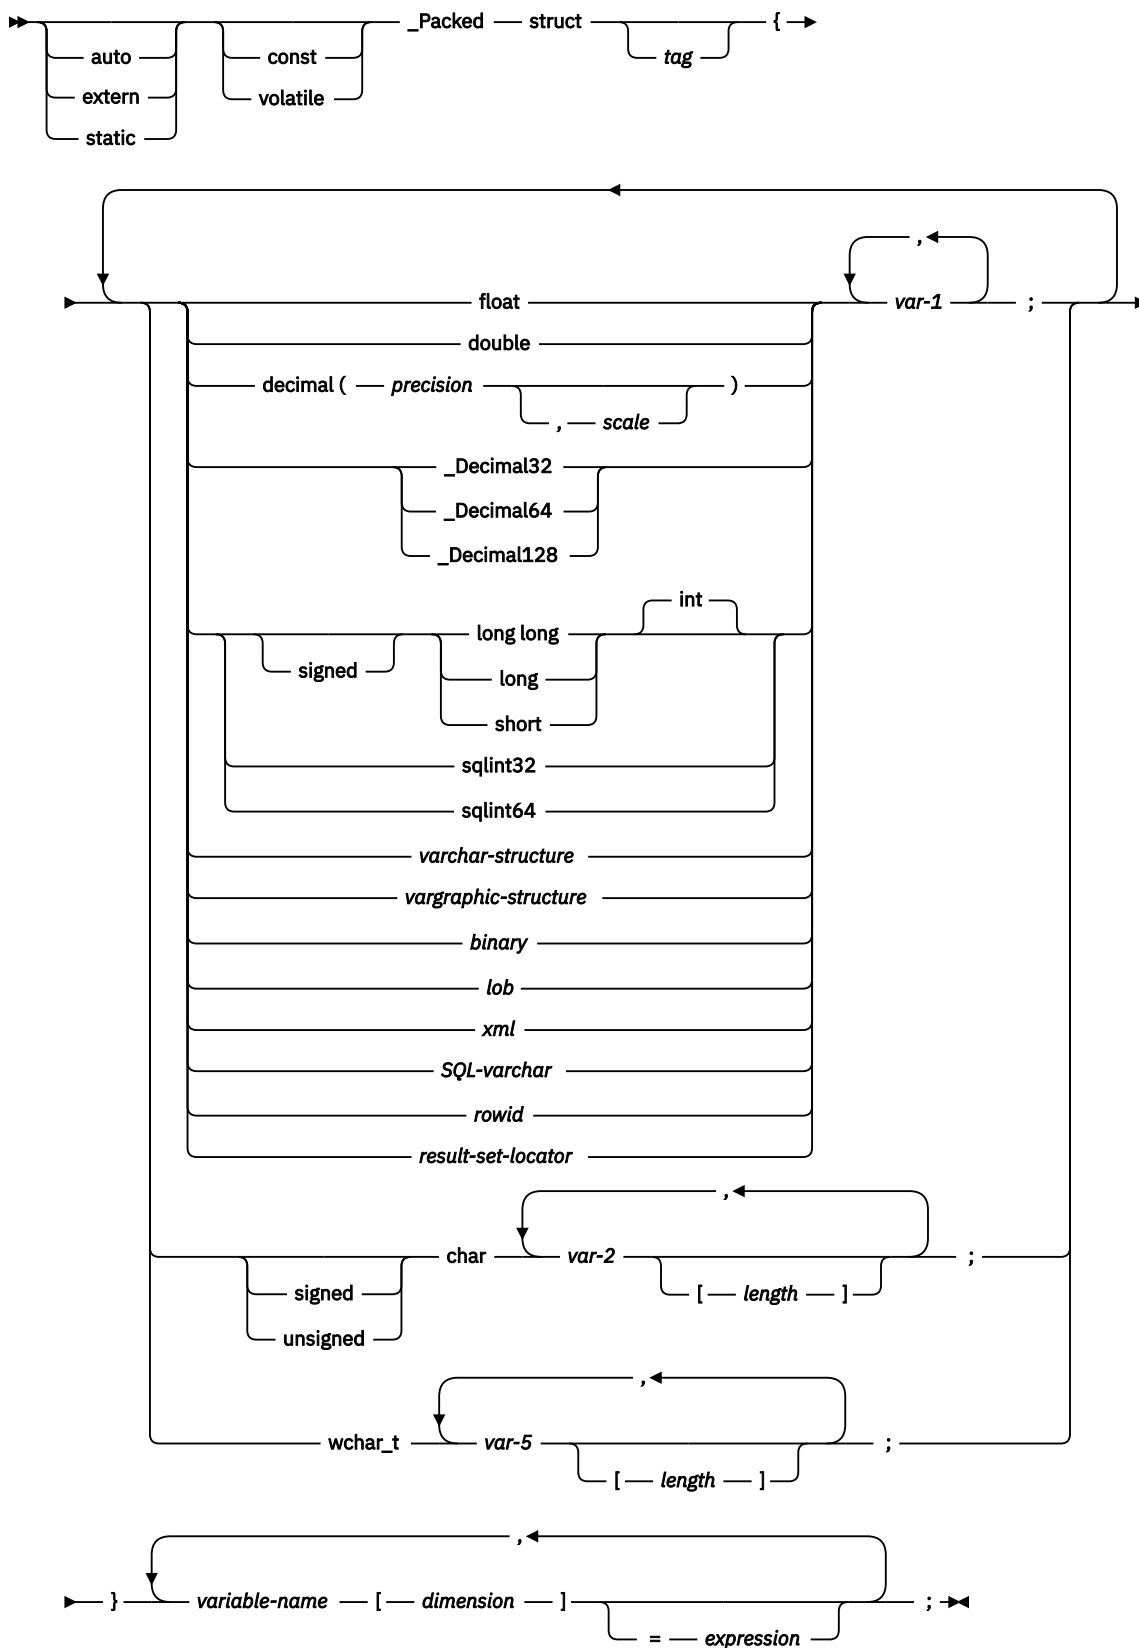 _Packed struct {
auto const tag
extern volatile
static
,
float var-1 ;
double
decimal ( precision )
, scale
_Decimal32
_Decimal64
_Decimal128
int
long long
signed
long
short
sqlint32
sqlint64
varchar-structure
vargraphic-structure
binary
lob
xml
SQL-varchar
rowid
result-set-locator
,
char var-2 ;
signed [ length ]
unsigned
,
wchar_t var-5 ;
[ length ]
,
} variable-name [ dimension ] ;
= expression